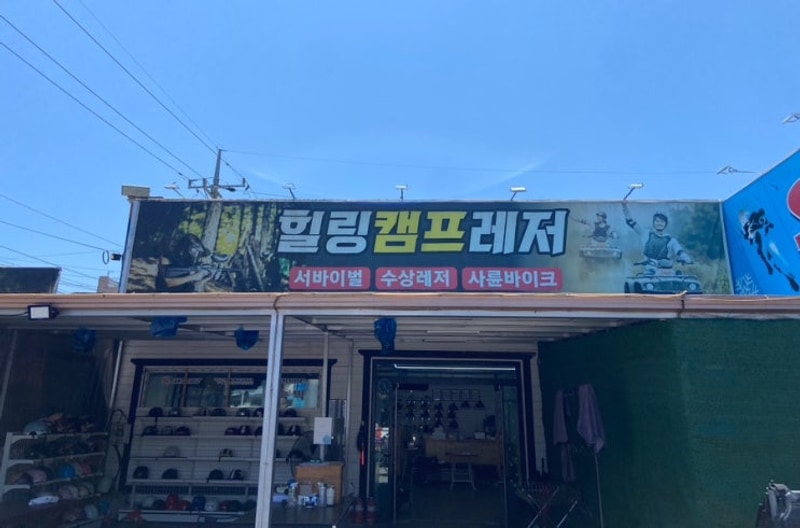 힐링캠프레저
서바이벌 수상레저 사륜바이크